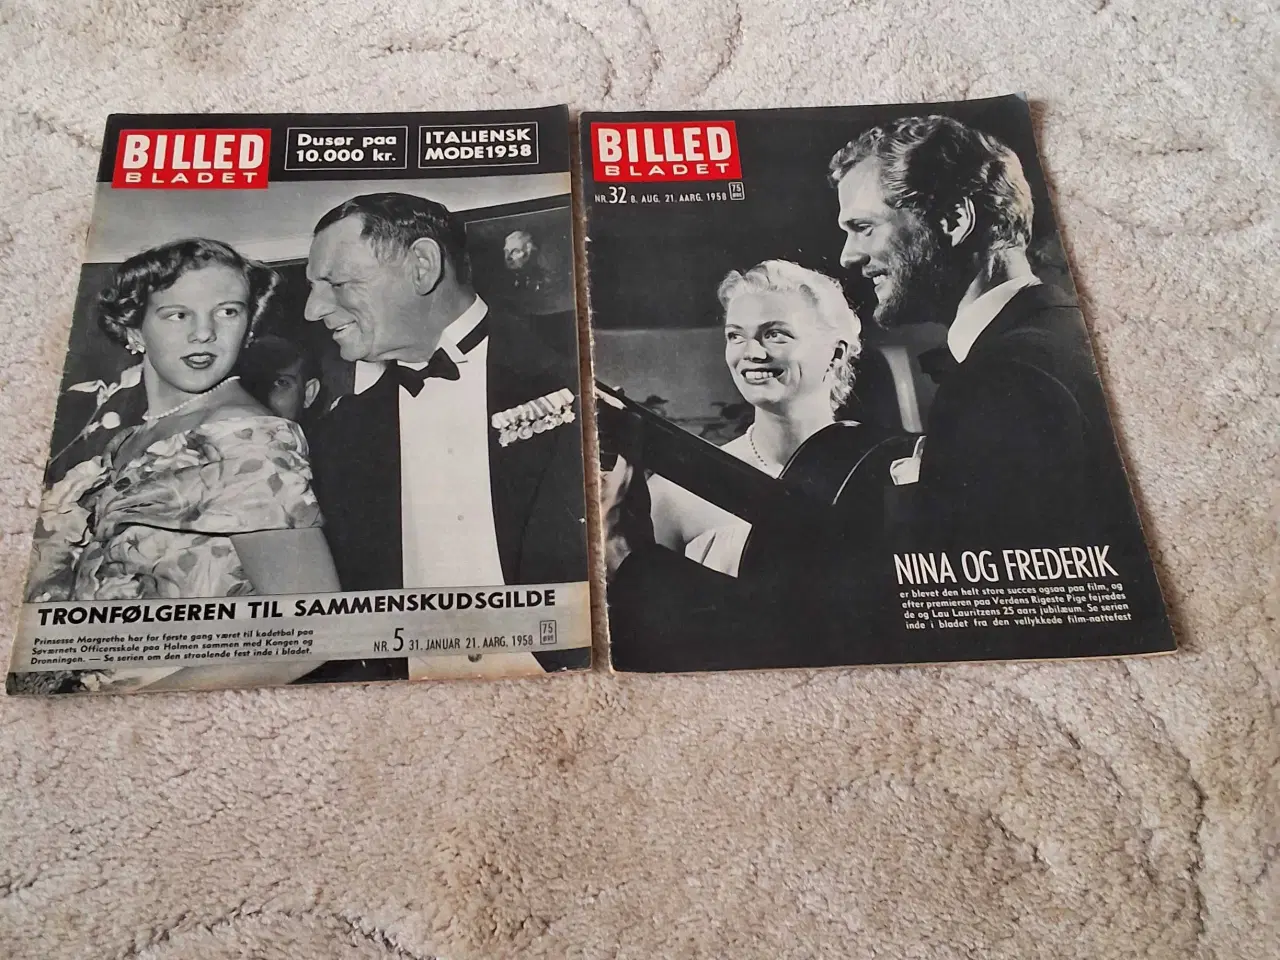 BILLED
BLADET
Dusør paa
10.000 kr.
ITALIENSK
MODE 1958
TRONFØLGEREN TIL SAMMENSKUDSGILDE
Prinsesse Margrethe har for første gang været til kadetbal paa
Søværnets Officersskole paa Holmen sammen med Kongen og
Dronningen. — Se serien om den straalende fest inde i bladet.
NR. 5 31. JANUAR 21. AARG. 1958 75 ØRE
BILLED
BLADET
NR. 32 8. AUG. 21. AARG. 1958 75 ØRE
NINA OG FREDERIK
er blevet den helt store succes ogsaa paa film, og
efter premieren paa Verdens Rigeste Pige fejredes
de og Lau Lauritzens 25 aars jubilæum. Se serien
inde i bladet fra den vellykkede film-nattefest